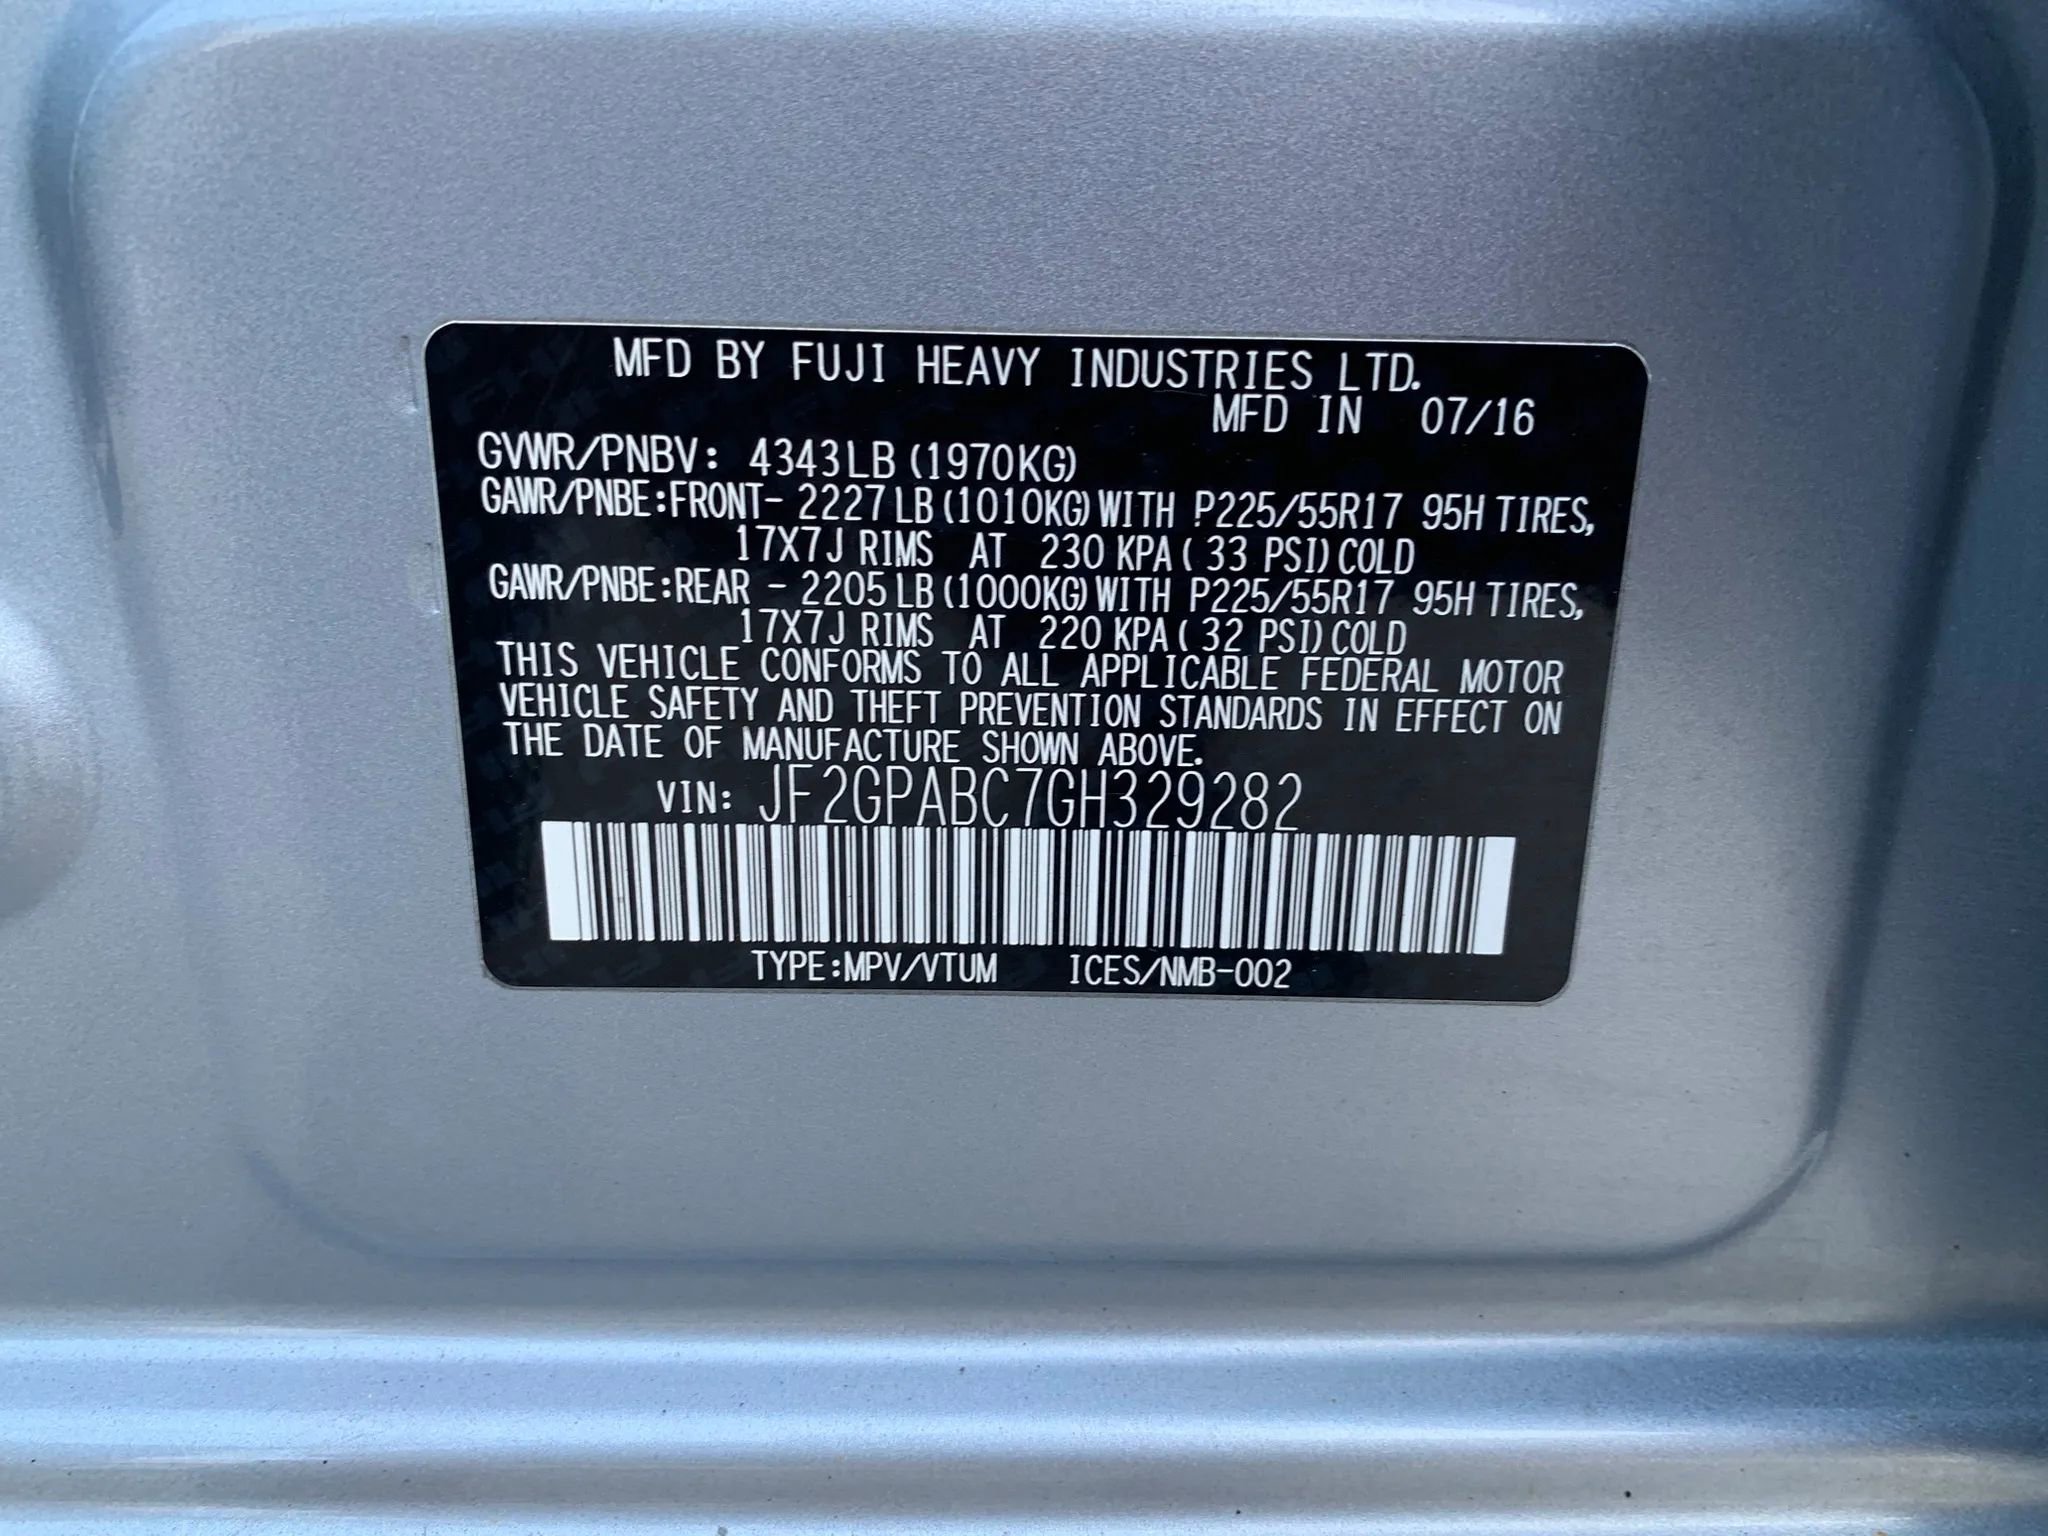 MFD BY FUJI HEAVY INDUSTRIES LTD.
MFD IN 07/16
GVWR/PNBV: 4343LB (1970KG)
GAWR/PNBE:FRONT- 2227 LB (1010KG) WITH P225/55R17 95H TIRES,
17X7J RIMS AT 230 KPA ( 33 PSI) COLD
GAWR/PNBE:REAR - 2205 LB (1000KG) WITH P225/55R17 95H TIRES,
17X7J RIMS AT 220 KPA ( 32 PSI) COLD
THIS VEHICLE CONFORMS TO ALL APPLICABLE FEDERAL MOTOR
VEHICLE SAFETY AND THEFT PREVENTION STANDARDS IN EFFECT ON
THE DATE OF MANUFACTURE SHOWN ABOVE.
VIN: JF2GPABC7GH329282
TYPE:MPV/VTUM ICES/NMB-002